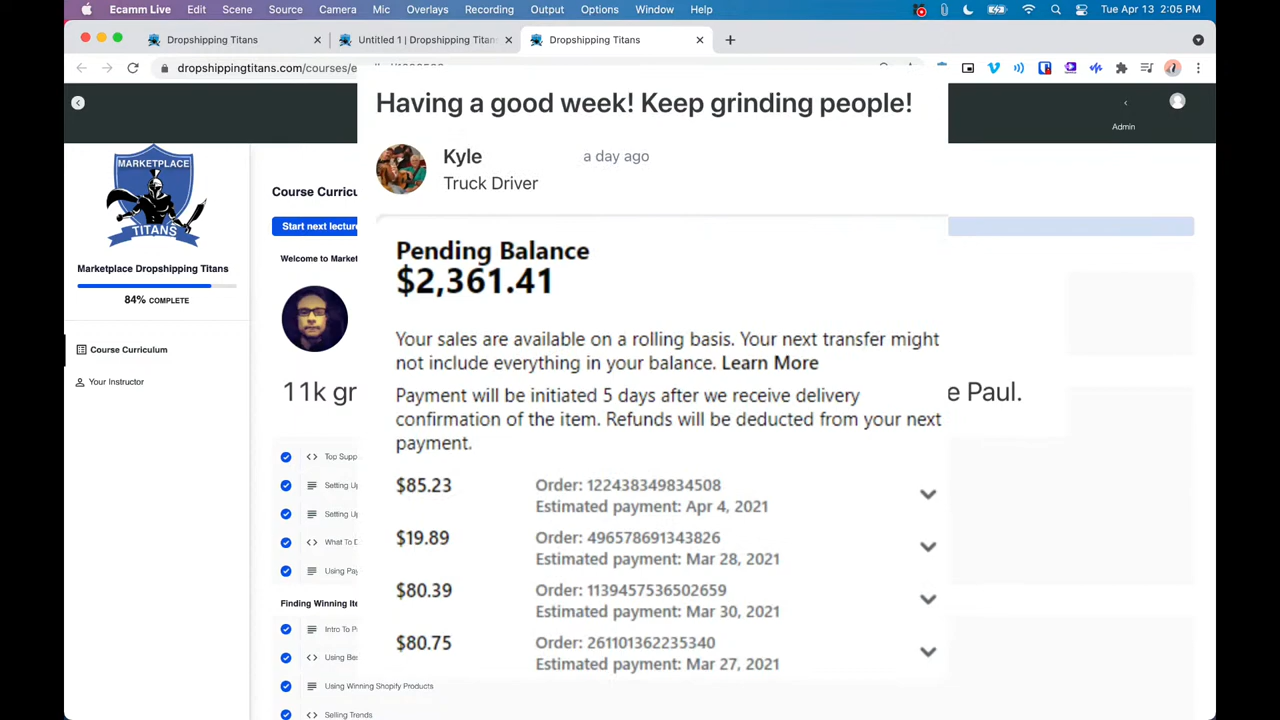 Ecamm Live Edit Scene Source Camera Mic Overlays Recording Output Options Window Help Tue Apr 13 2:05 PM
Dropshipping Titans
Untitled 1 | Dropshipping Titan
Dropshipping Titans
dropshippingtitans.com/courses/e
Having a good week! Keep grinding people!
Admin
Kyle
a day ago
Truck Driver
MARKETPLACE
TITANS
Marketplace Dropshipping Titans
84% COMPLETE
Course Curriculum
Your Instructor
Course Curricu
Start next lecture
Welcome to Market
11k gr
e Paul.
Pending Balance
$2,361.41
Your sales are available on a rolling basis. Your next transfer might
not include everything in your balance. Learn More
Payment will be initiated 5 days after we receive delivery
confirmation of the item. Refunds will be deducted from your next
payment.
$85.23
Order: 122438349834508
Estimated payment: Apr 4, 2021
$19.89
Order: 496578691343826
Estimated payment: Mar 28, 2021
$80.39
Order: 1139457536502659
Estimated payment: Mar 30, 2021
$80.75
Order: 261101362235340
Estimated payment: Mar 27, 2021
Top Supp
Setting Up
Setting Up
What To D
Using Pay
Finding Winning Ite
Intro To P
Using Bes
Using Winning Shopify Products
Selling Trends